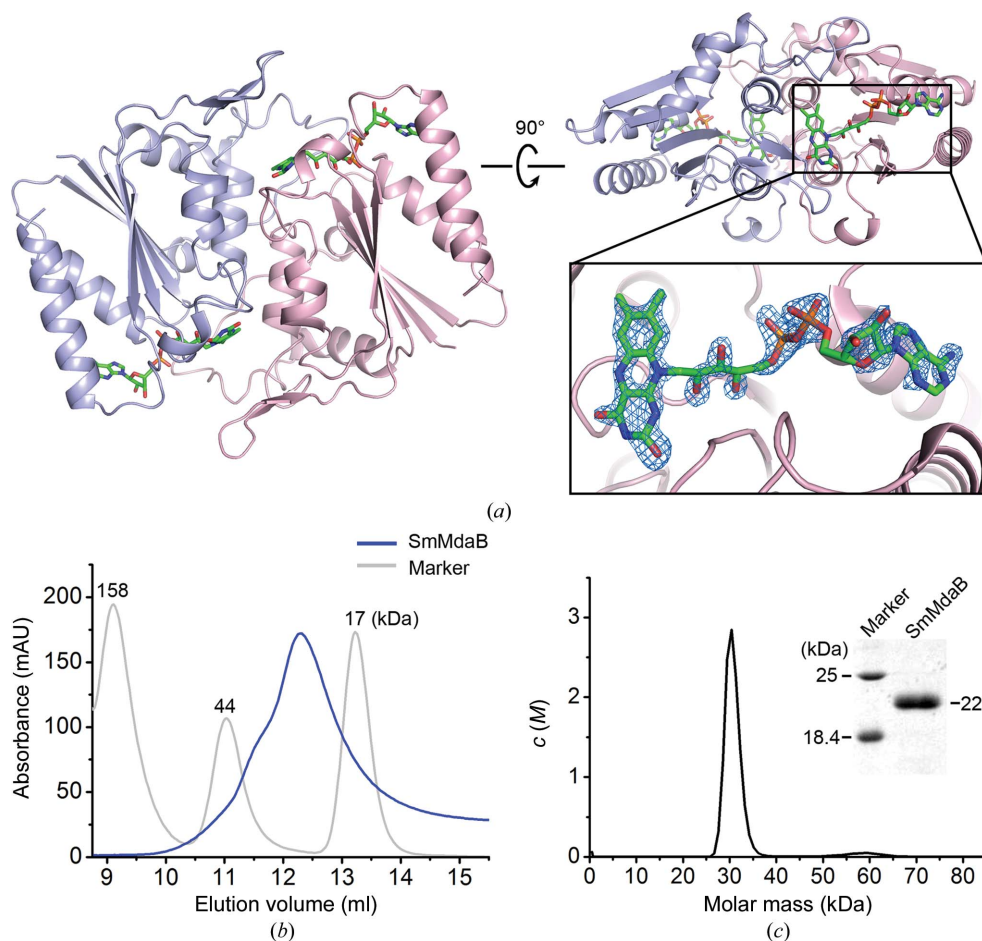 90°
(a)
SmMdaB
Marker
158
44
17 (kDa)
200
150
100
50
0
Absorbance (mAU)
9 10 11 12 13 14 15
Elution volume (ml)
(b)
3
2
1
0
c (M)
0 10 20 30 40 50 60 70 80
Molar mass (kDa)
(c)
Marker
SmMdaB
(kDa)
25
22
18.4